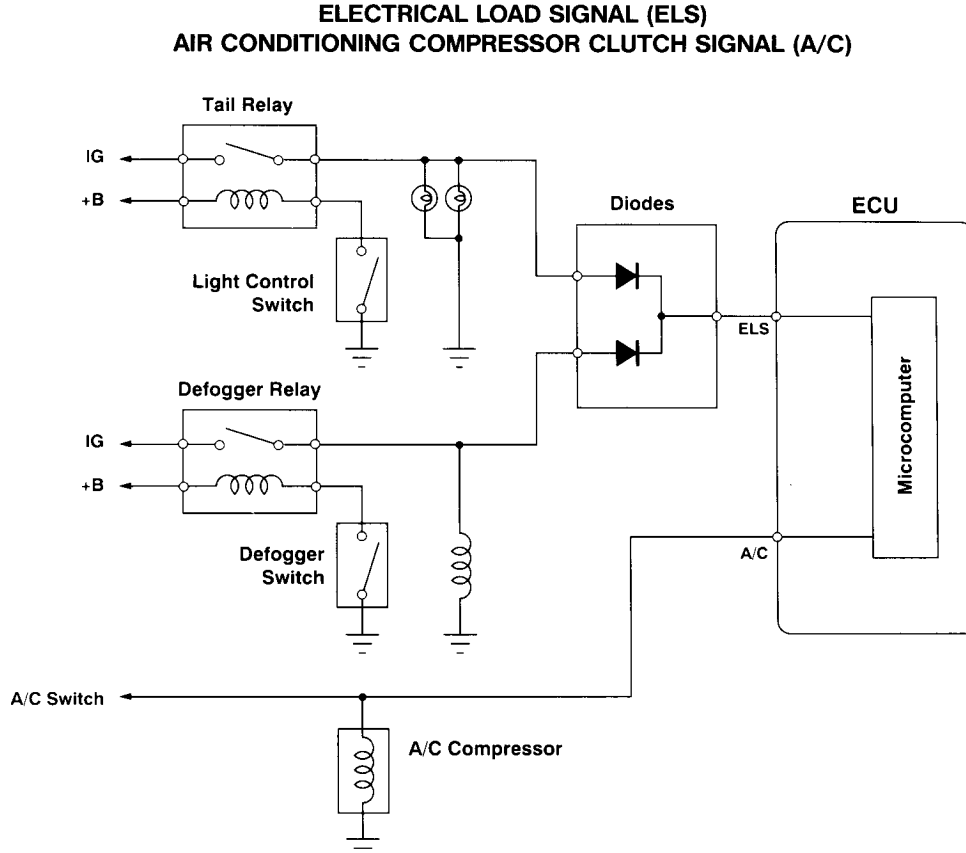 ELECTRICAL LOAD SIGNAL (ELS)
AIR CONDITIONING COMPRESSOR CLUTCH SIGNAL (A/C)
Tail Relay
IG
+B
Light Control
Switch
Diodes
ECU
ELS
Microcomputer
A/C
Defogger Relay
IG
+B
Defogger
Switch
A/C Switch
A/C Compressor